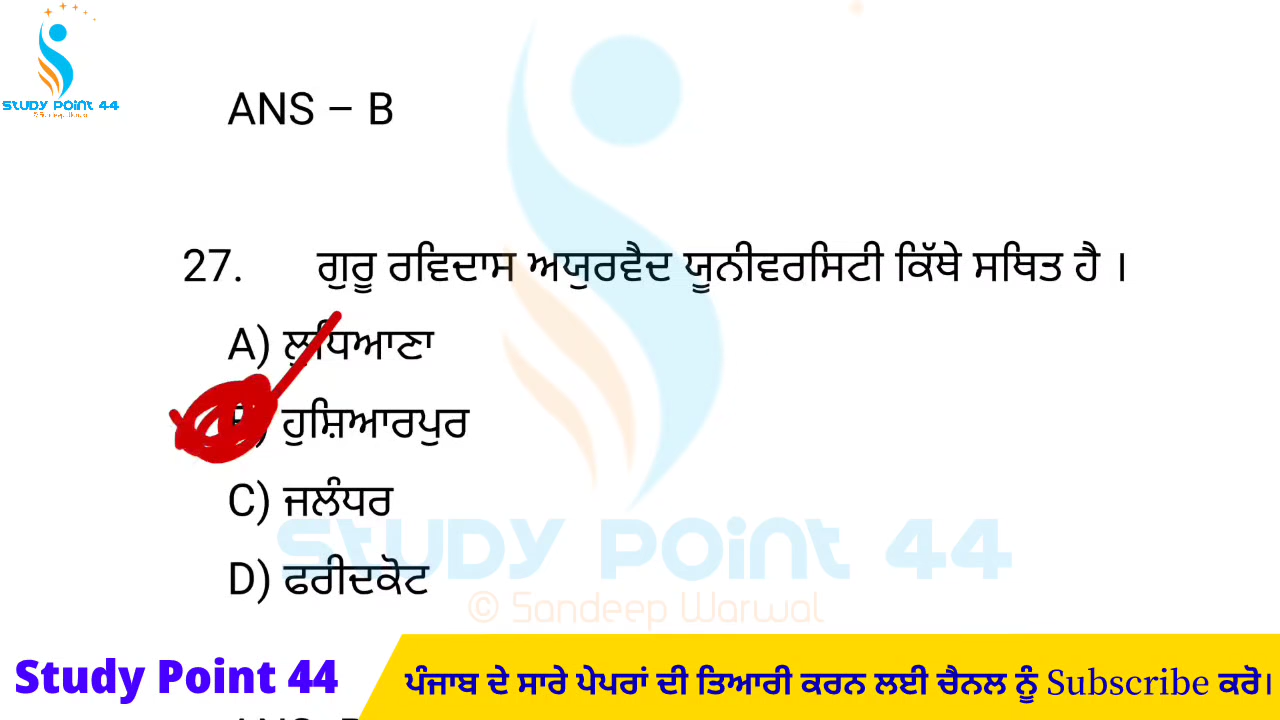 STUDY POINT 44
ANS – B
27. ਗੁਰੂ ਰਵਿਦਾਸ ਅਯੁਰਵੈਦ ਯੂਨੀਵਰਸਿਟੀ ਕਿੱਥੇ ਸਥਿਤ ਹੈ ।
A) ਲੁਧਿਆਣਾ
ਹੁਸ਼ਿਆਰਪੁਰ
C) ਜਲੰਧਰ
D) ਫਰੀਦਕੋਟ
STUDY POINT 44
© Sandeep Warwal
Study Point 44
ਪੰਜਾਬ ਦੇ ਸਾਰੇ ਪੇਪਰਾਂ ਦੀ ਤਿਆਰੀ ਕਰਨ ਲਈ ਚੈਨਲ ਨੂੰ Subscribe ਕਰੋ।